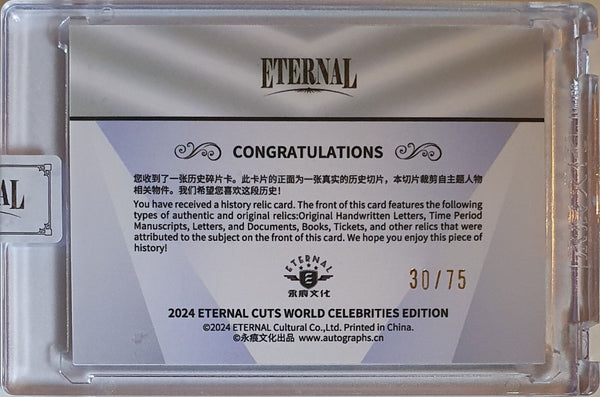 ETERNAL
AL
CONGRATULATIONS
您收到了一张历史碎片卡。此卡片的正面为一张真实的历史切片，本切片裁剪自主题人物
相关物件。我们希望您喜欢这段历史！
You have received a history relic card. The front of this card features the following
types of authentic and original relics:Original Handwritten Letters, Time Period
Manuscripts, Letters, and Documents, Books, Tickets, and other relics that were
attributed to the subject on the front of this card. We hope you enjoy this piece of
history!
ETERNAL
永痕文化
30/75
2024 ETERNAL CUTS WORLD CELEBRITIES EDITION
©2024 ETERNAL Cultural Co.,Ltd. Printed in China.
©永痕文化出品 www.autographs.cn